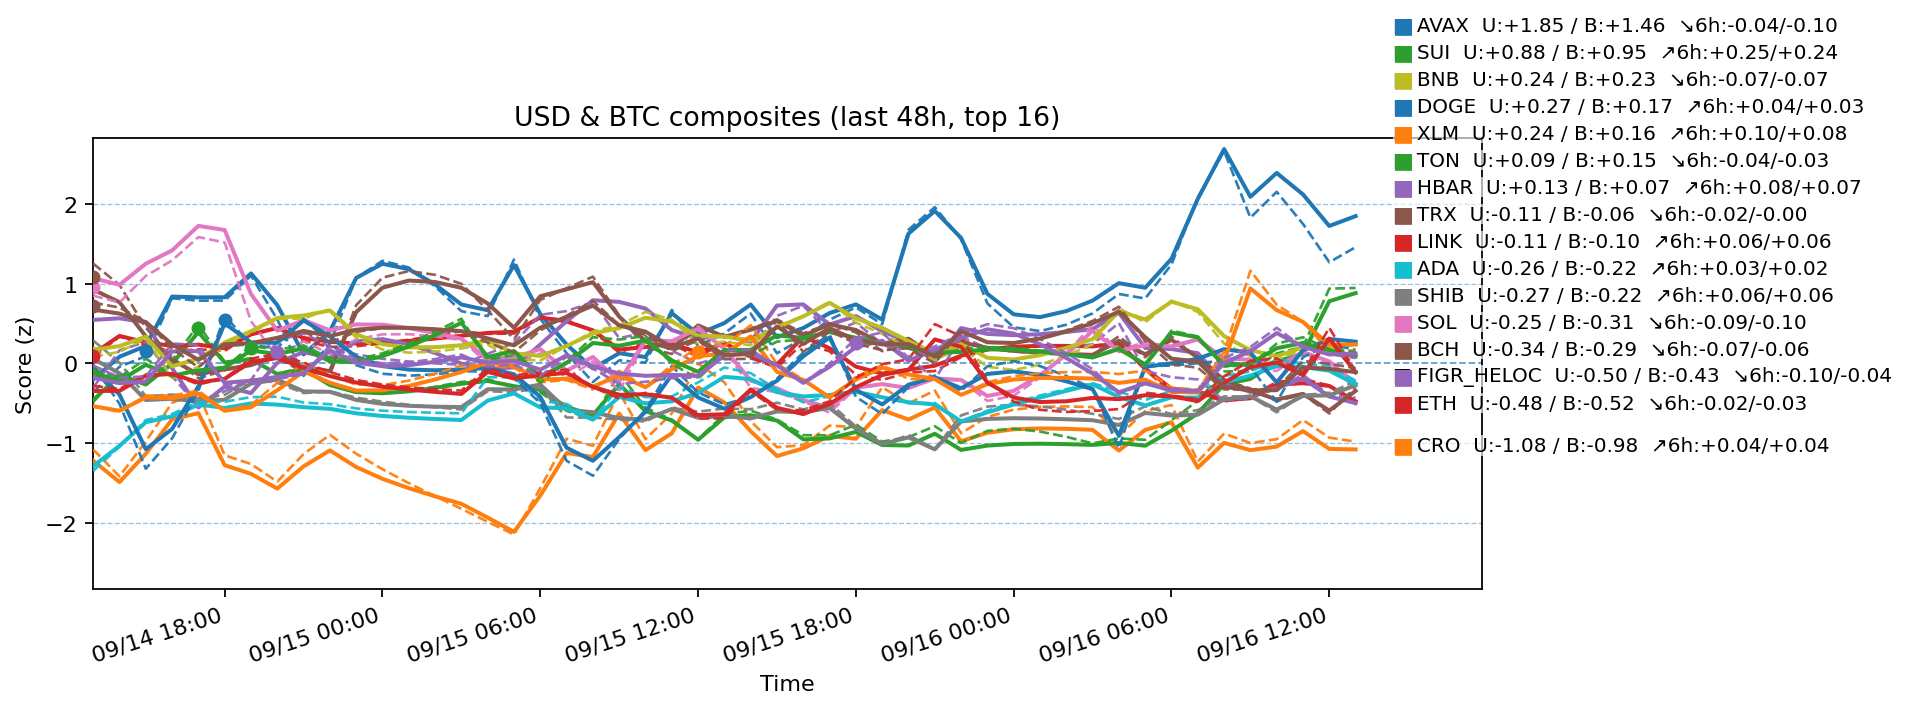 AVAX  U:+1.85 / B:+1.46  ↘6h:-0.04/-0.10
SUI  U:+0.88 / B:+0.95  ↗6h:+0.25/+0.24
BNB  U:+0.24 / B:+0.23  ↘6h:-0.07/-0.07
DOGE  U:+0.27 / B:+0.17  ↗6h:+0.04/+0.03
XLM  U:+0.24 / B:+0.16  ↗6h:+0.10/+0.08
TON  U:+0.09 / B:+0.15  ↘6h:-0.04/-0.03
HBAR  U:+0.13 / B:+0.07  ↗6h:+0.08/+0.07
TRX  U:-0.11 / B:-0.06  ↘6h:-0.02/-0.00
LINK  U:-0.11 / B:-0.10  ↗6h:+0.06/+0.06
ADA  U:-0.26 / B:-0.22  ↗6h:+0.03/+0.02
SHIB  U:-0.27 / B:-0.22  ↗6h:+0.06/+0.06
SOL  U:-0.25 / B:-0.31  ↘6h:-0.09/-0.10
BCH  U:-0.34 / B:-0.29  ↘6h:-0.07/-0.06
FIGR_HELOC  U:-0.50 / B:-0.43  ↘6h:-0.10/-0.04
ETH  U:-0.48 / B:-0.52  ↘6h:-0.02/-0.03
CRO  U:-1.08 / B:-0.98  ↗6h:+0.04/+0.04
USD & BTC composites (last 48h, top 16)
Score (z)
2
1
0
−1
−2
09/14 18:00
09/15 00:00
09/15 06:00
09/15 12:00
09/15 18:00
09/16 00:00
09/16 06:00
09/16 12:00
Time